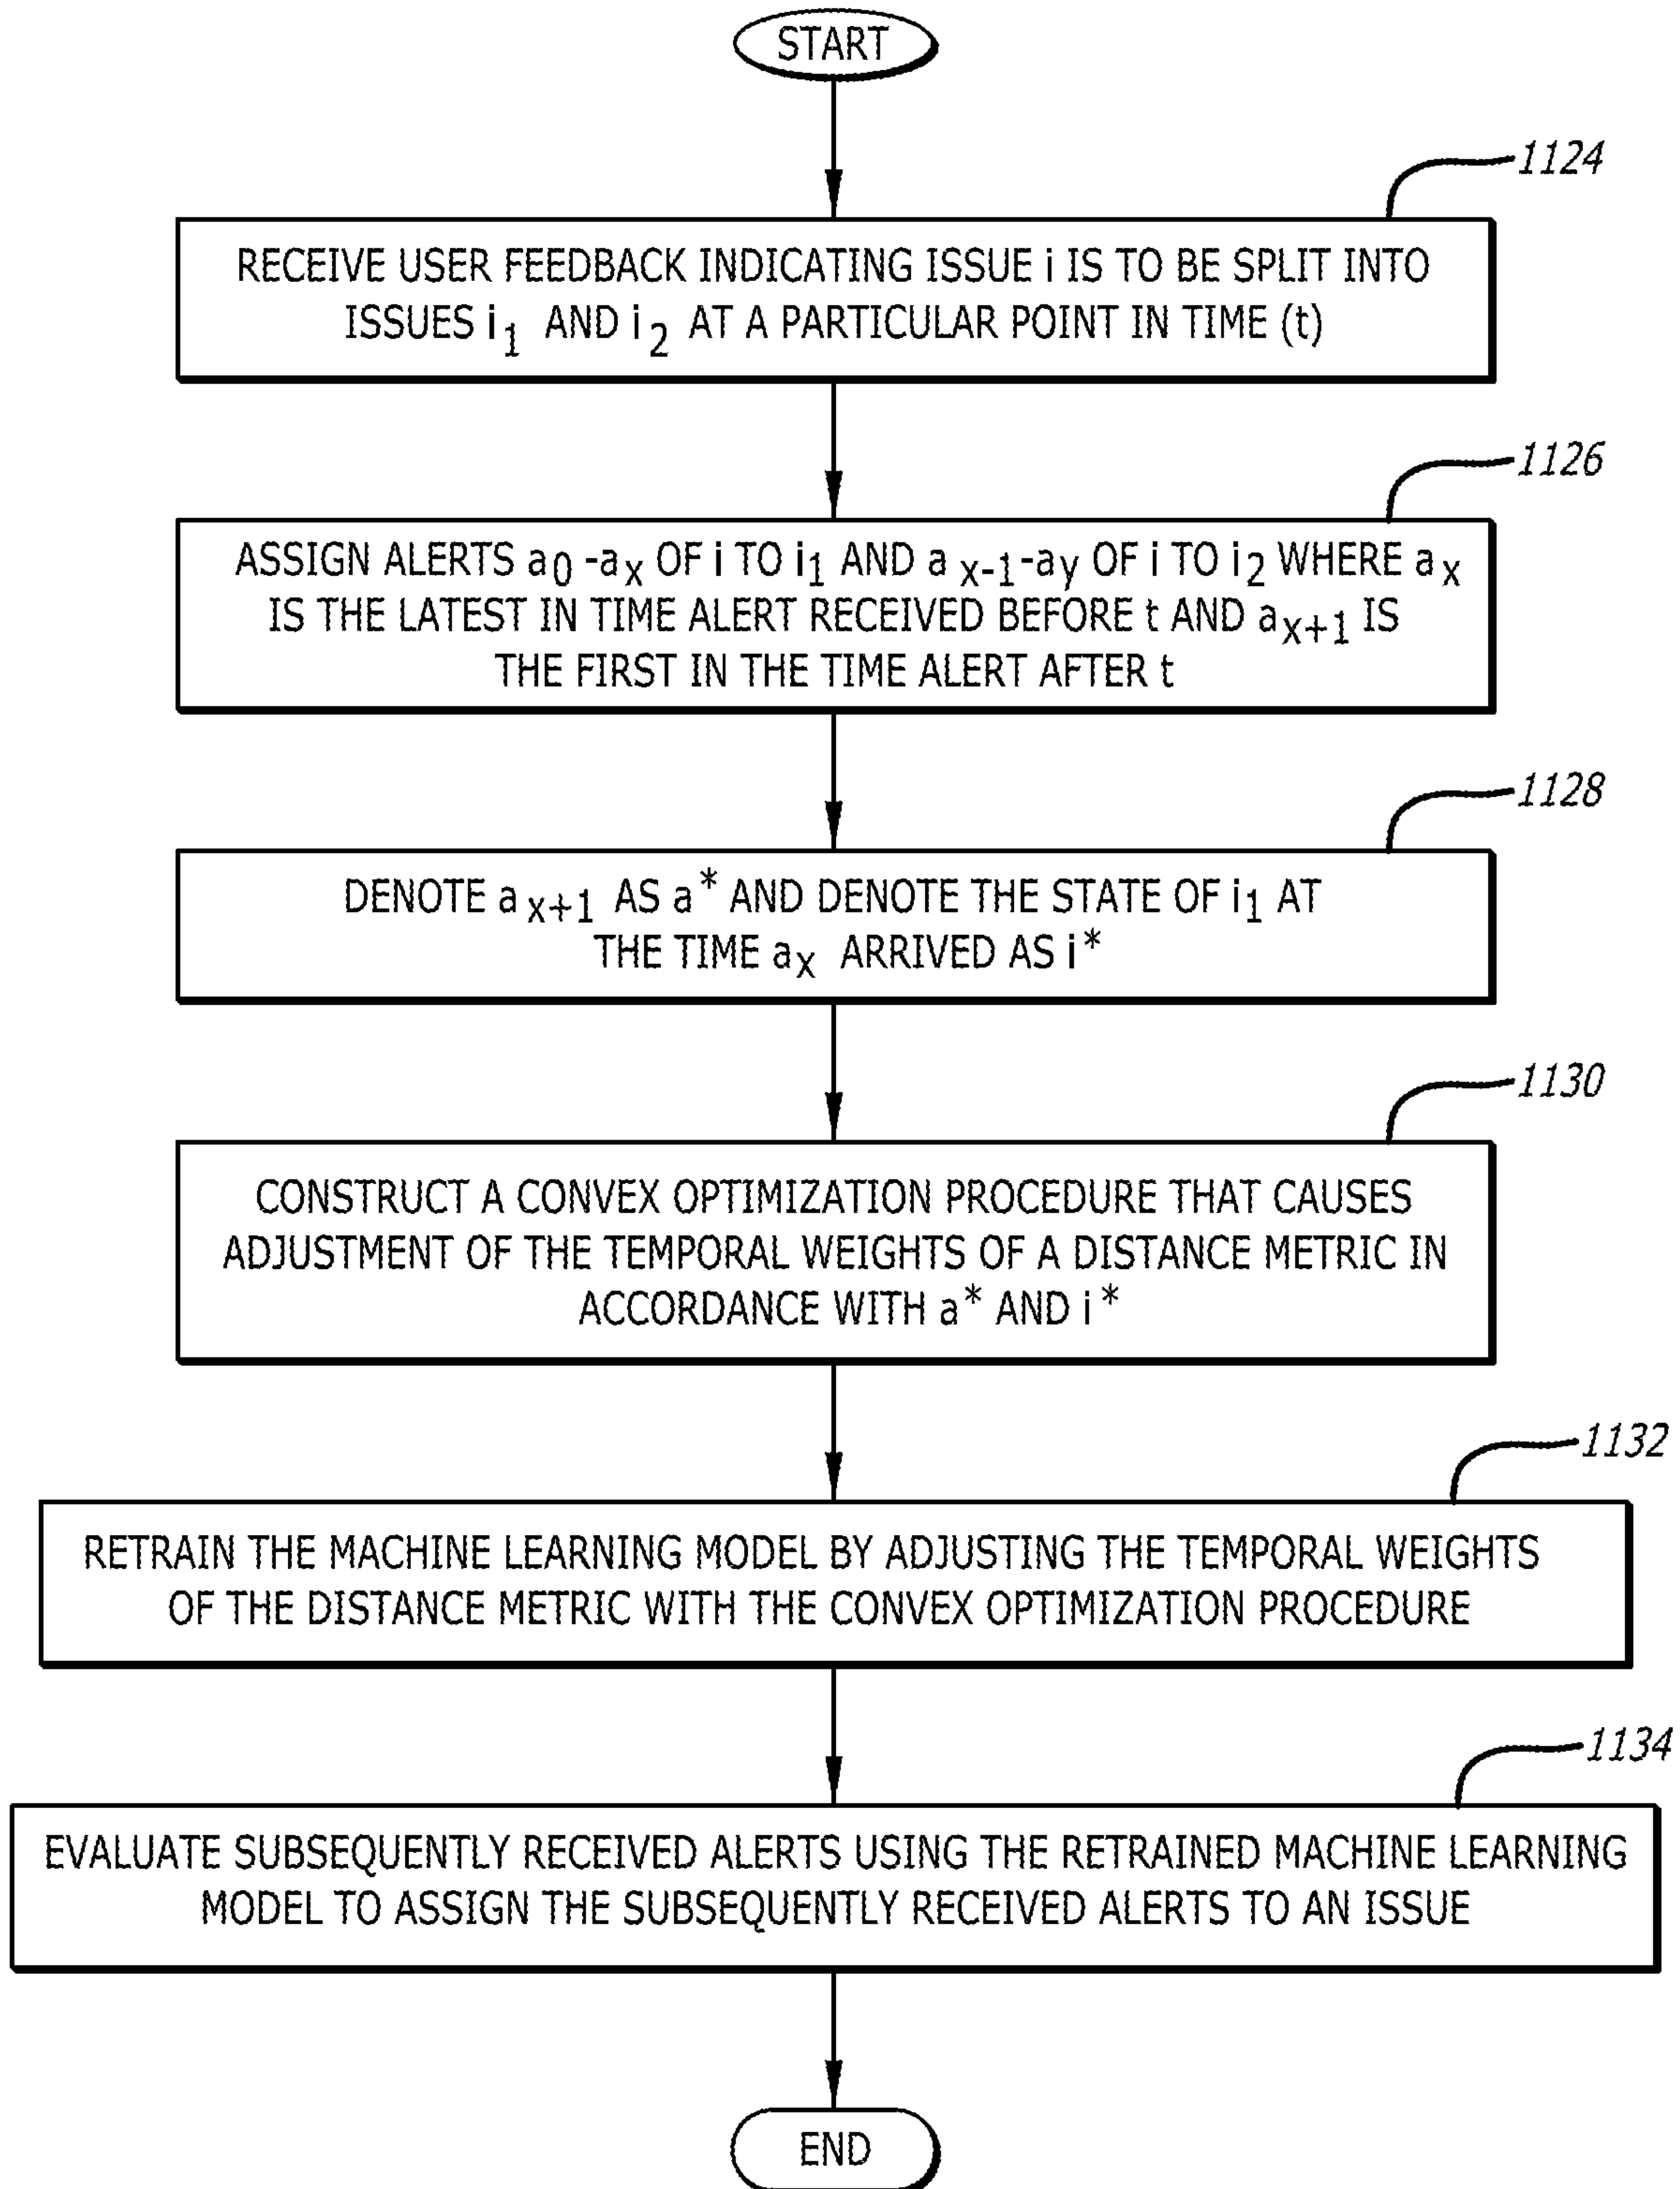 START
1124
RECEIVE USER FEEDBACK INDICATING ISSUE i IS TO BE SPLIT INTO
ISSUES i₁ AND i₂ AT A PARTICULAR POINT IN TIME (t)
1126
ASSIGN ALERTS a₀ -aₓ OF i TO i₁ AND a ₓ₋₁-ay OF i TO i₂ WHERE aₓ
IS THE LATEST IN TIME ALERT RECEIVED BEFORE t AND aₓ₊₁ IS
THE FIRST IN THE TIME ALERT AFTER t
1128
DENOTE aₓ₊₁ AS a* AND DENOTE THE STATE OF i₁ AT
THE TIME aₓ ARRIVED AS i*
1130
CONSTRUCT A CONVEX OPTIMIZATION PROCEDURE THAT CAUSES
ADJUSTMENT OF THE TEMPORAL WEIGHTS OF A DISTANCE METRIC IN
ACCORDANCE WITH a* AND i*
1132
RETRAIN THE MACHINE LEARNING MODEL BY ADJUSTING THE TEMPORAL WEIGHTS
OF THE DISTANCE METRIC WITH THE CONVEX OPTIMIZATION PROCEDURE
1134
EVALUATE SUBSEQUENTLY RECEIVED ALERTS USING THE RETRAINED MACHINE LEARNING
MODEL TO ASSIGN THE SUBSEQUENTLY RECEIVED ALERTS TO AN ISSUE
END